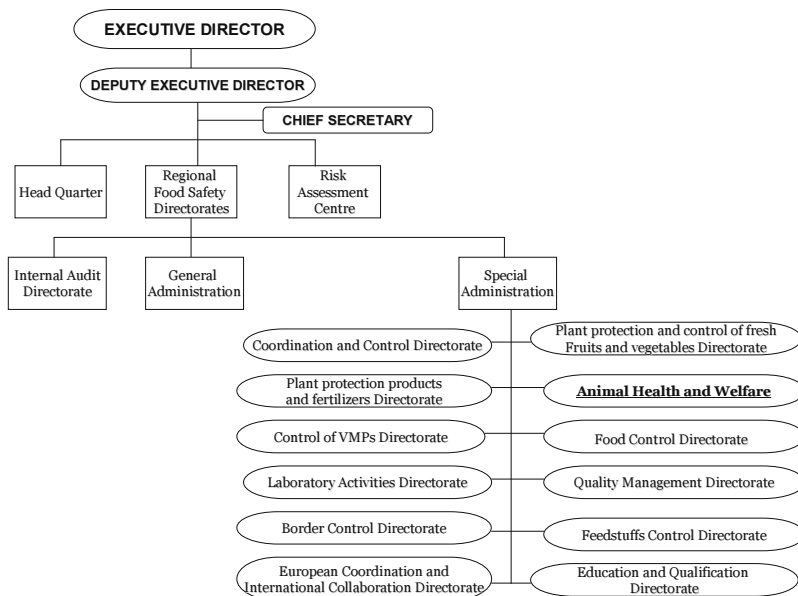 EXECUTIVE DIRECTOR
DEPUTY EXECUTIVE DIRECTOR
CHIEF SECRETARY
Head Quarter
Regional
Food Safety
Directorates
Risk
Assessment
Centre
Internal Audit
Directorate
General
Administration
Special
Administration
Coordination and Control Directorate
Plant protection and control of fresh
Fruits and vegetables Directorate
Plant protection products
and fertilizers Directorate
Animal Health and Welfare
Control of VMPs Directorate
Food Control Directorate
Laboratory Activities Directorate
Quality Management Directorate
Border Control Directorate
Feedstuffs Control Directorate
European Coordination and
International Collaboration Directorate
Education and Qualification
Directorate